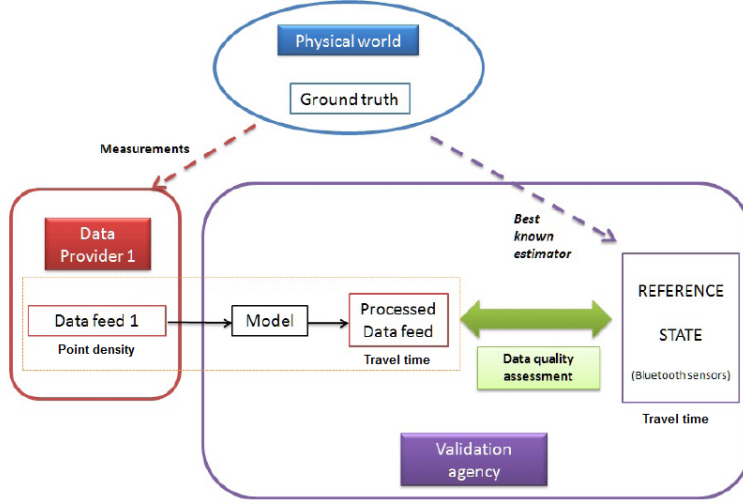 Physical world
Ground truth
Measurements
Best
known
estimator
Data
Provider 1
Data feed 1
Point density
Model
Processed
Data feed
Travel time
Data quality
assessment
REFERENCE
STATE
(Bluetooth sensors)
Travel time
Validation
agency